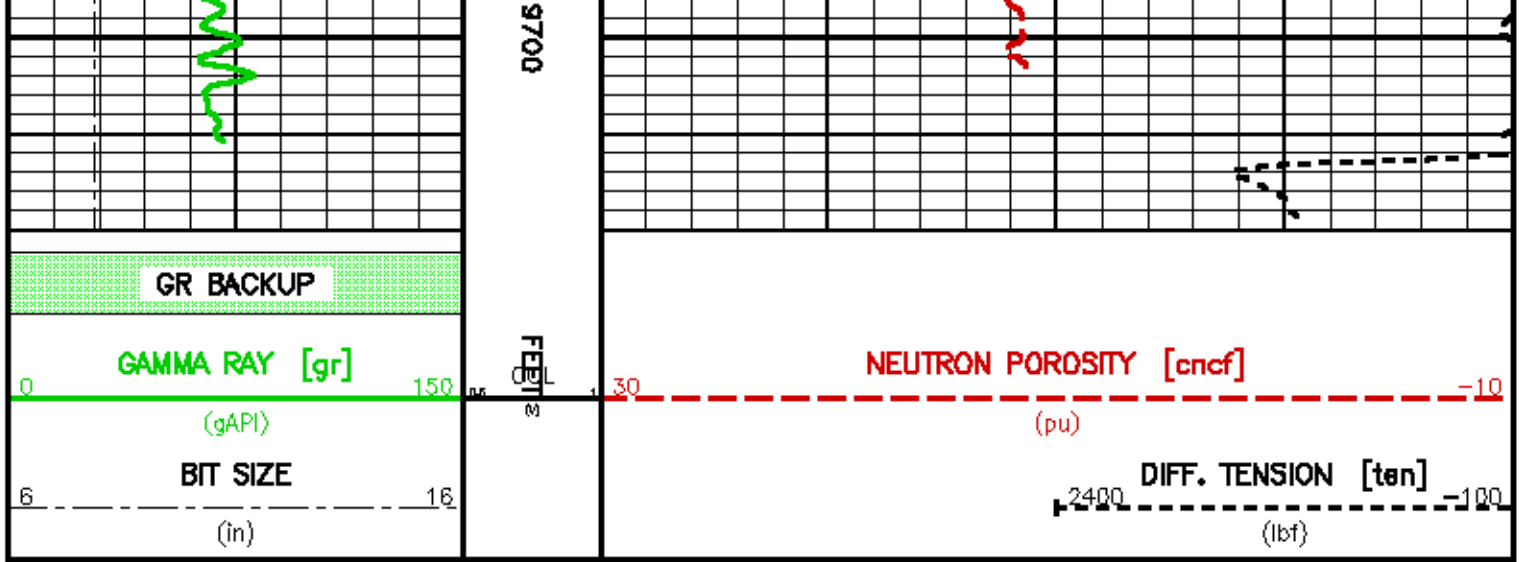 9700
GR BACKUP
GAMMA RAY [gr]
0 150
(gAPI)
BIT SIZE
6 16
(in)
FEET
NEUTRON POROSITY [cncf]
30 -10
(pu)
DIFF. TENSION [ten]
2400 -100
(lbf)